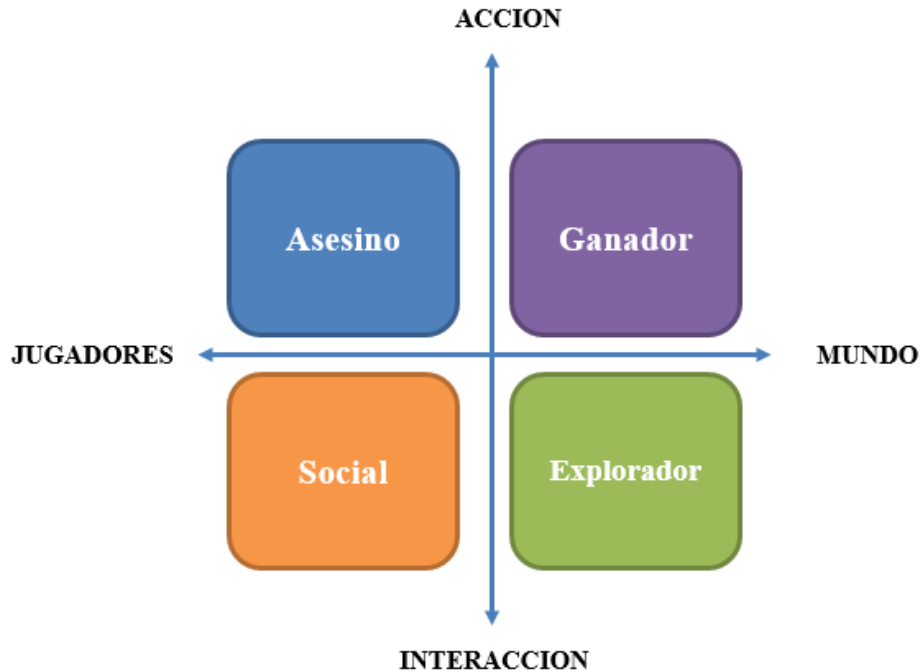 ACCION
Asesino
Ganador
JUGADORES
MUNDO
Social
Explorador
INTERACCION